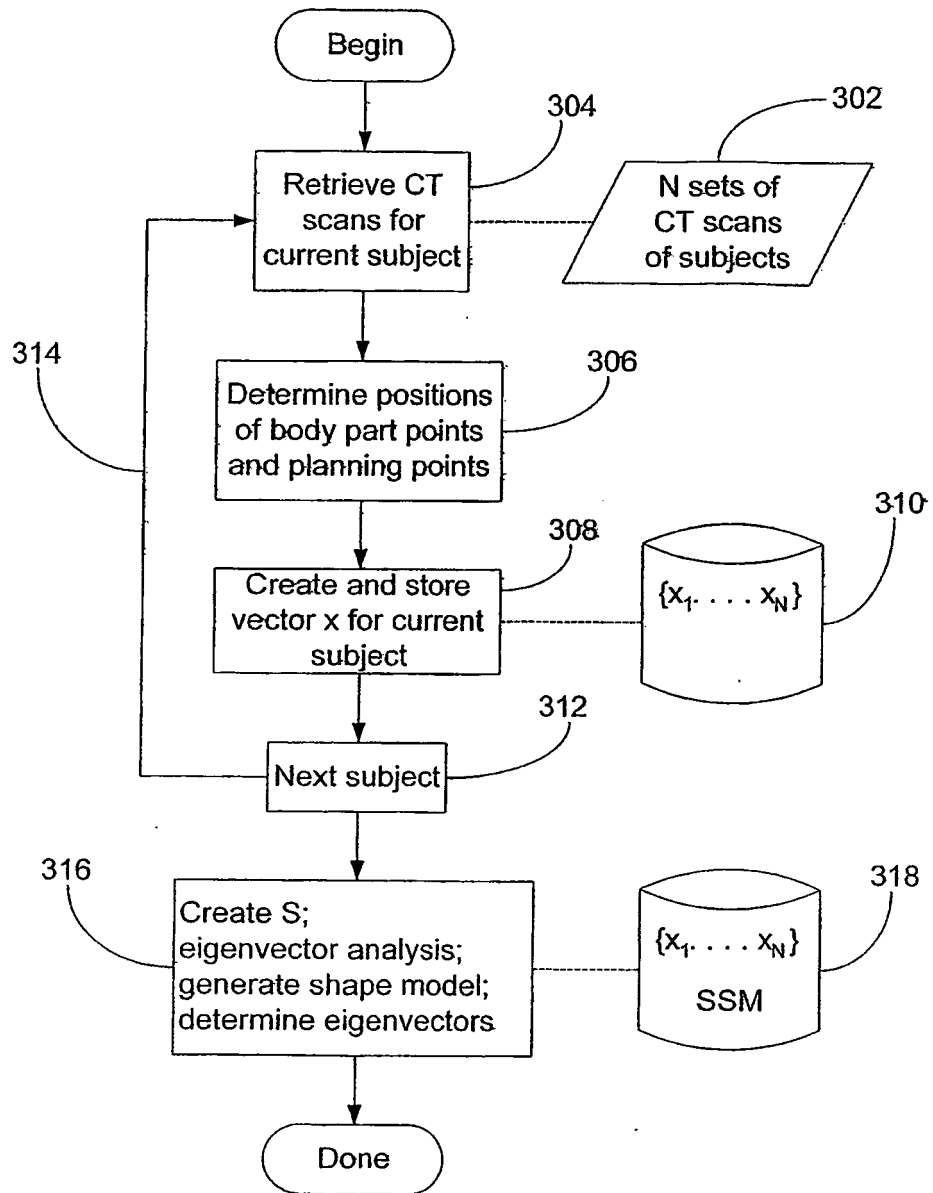 Begin
304
302
Retrieve CT
scans for
current subject
N sets of
CT scans
of subjects
314
306
Determine positions
of body part points
and planning points
308
310
Create and store
vector x for current
subject
{x₁. . . . x_N}
312
Next subject
316
318
Create S;
eigenvector analysis;
generate shape model;
determine eigenvectors
{x₁. . . . x_N}
SSM
Done